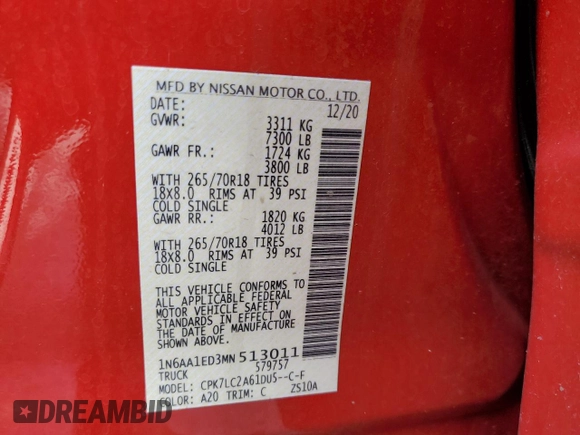 MFD BY NISSAN MOTOR CO., LTD.
DATE: 12/20
GVWR: 3311 KG
7300 LB
GAWR FR.: 1724 KG
3800 LB
WITH 265/70R18 TIRES
18X8.0 RIMS AT 39 PSI
COLD SINGLE
GAWR RR.: 1820 KG
4012 LB
WITH 265/70R18 TIRES
18X8.0 RIMS AT 39 PSI
COLD SINGLE
THIS VEHICLE CONFORMS TO
ALL APPLICABLE FEDERAL
MOTOR VEHICLE SAFETY
STANDARDS IN EFFECT ON
THE DATE OF MANUFACTURE
SHOWN ABOVE.
1N6AA1ED3MN513011
TRUCK 579757
MODEL: CPK7LC2A61DU5--C-F
COLOR: A20 TRIM: C ZS10A
DREAMBID